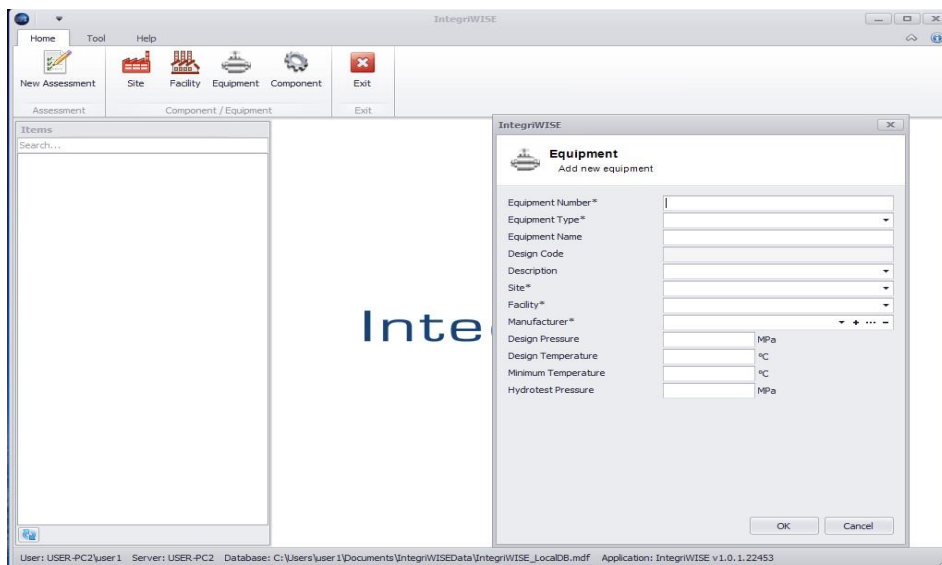 IntegriWISE
Home Tool Help
New Assessment Site Facility Equipment Component Exit
Assessment Component / Equipment Exit
Items
Search...
Inte
IntegriWISE
Equipment
Add new equipment
Equipment Number*
Equipment Type*
Equipment Name
Design Code
Description
Site*
Facility*
Manufacturer*
Design Pressure MPa
Design Temperature °C
Minimum Temperature °C
Hydrotest Pressure MPa
OK Cancel
User: USER-PC2\user1 Server: USER-PC2 Database: C:\Users\user1\Documents\IntegriWISEData\IntegriWISE_LocalDB.mdf Application: IntegriWISE v1.0.1.22453